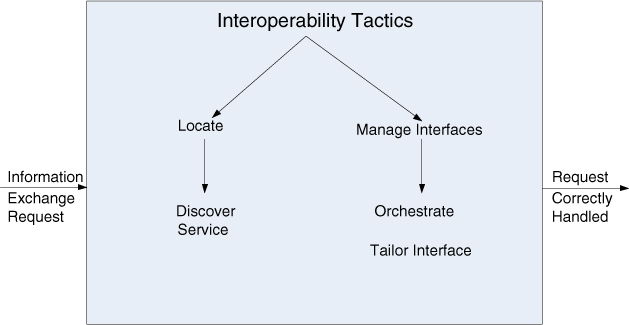 Interoperability Tactics
Locate
Manage Interfaces
Information
Exchange
Request
Discover
Service
Orchestrate
Tailor Interface
Request
Correctly
Handled